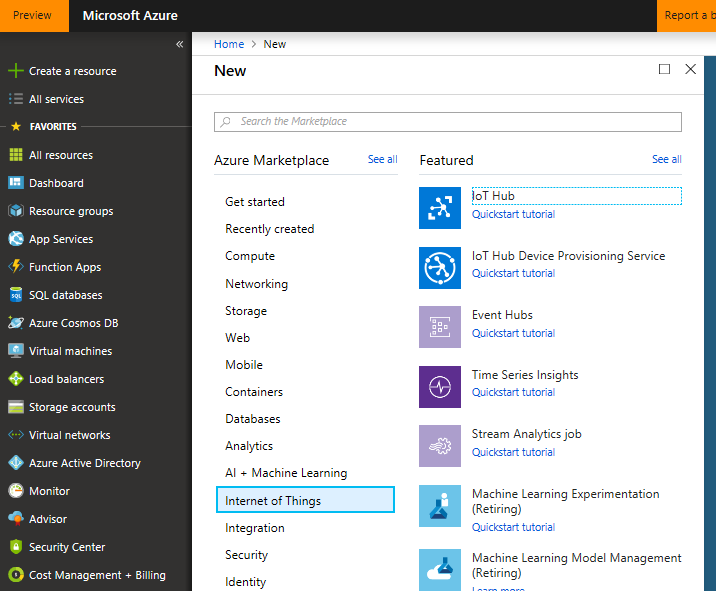 Preview
Microsoft Azure
Report a b
«
Create a resource
All services
FAVORITES
All resources
Dashboard
Resource groups
App Services
Function Apps
SQL databases
Azure Cosmos DB
Virtual machines
Load balancers
Storage accounts
Virtual networks
Azure Active Directory
Monitor
Advisor
Security Center
Cost Management + Billing
Home > New
New
Search the Marketplace
Azure Marketplace
See all
Get started
Recently created
Compute
Networking
Storage
Web
Mobile
Containers
Databases
Analytics
AI + Machine Learning
Internet of Things
Integration
Security
Identity
Featured
See all
IoT Hub
Quickstart tutorial
IoT Hub Device Provisioning Service
Quickstart tutorial
Event Hubs
Quickstart tutorial
Time Series Insights
Quickstart tutorial
Stream Analytics job
Quickstart tutorial
Machine Learning Experimentation
(Retiring)
Quickstart tutorial
Machine Learning Model Management
(Retiring)
Learn more